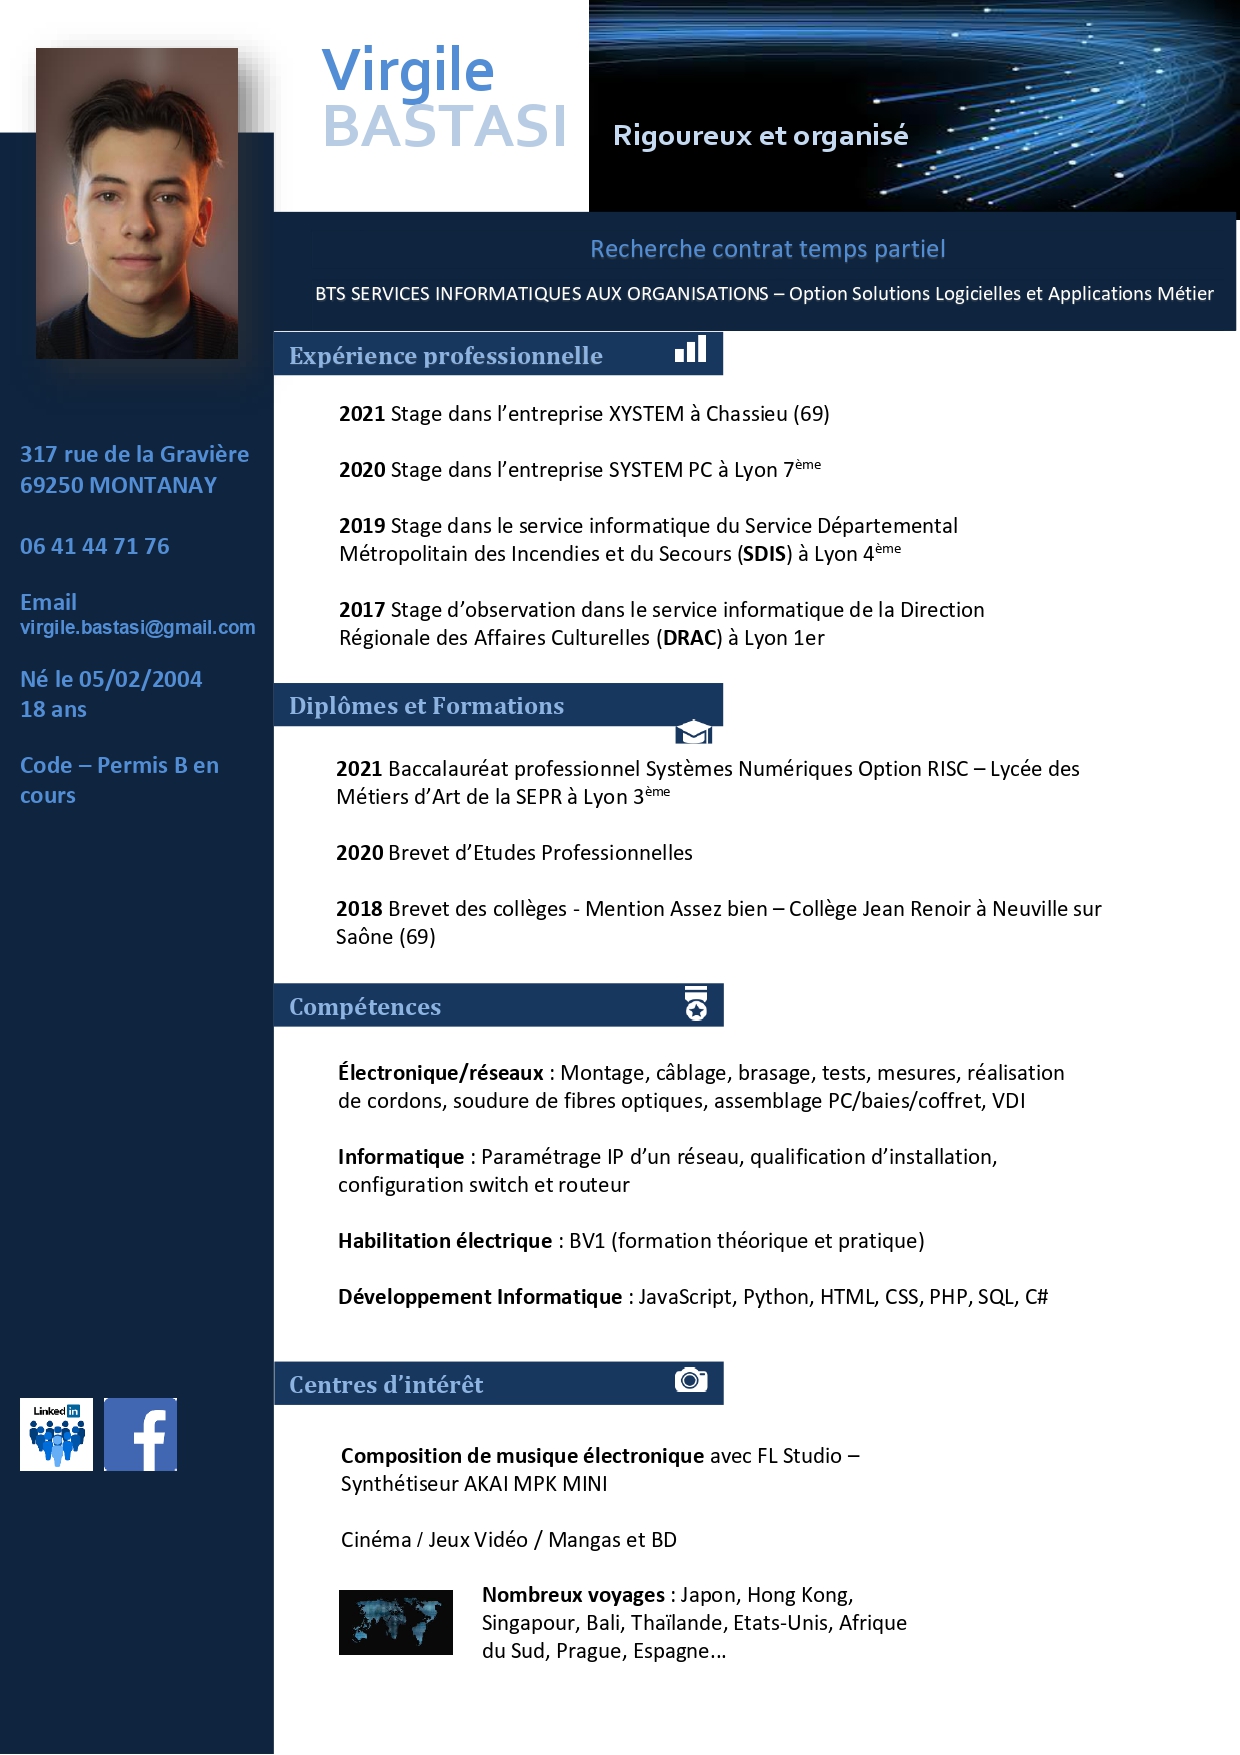 Virgile
BASTASI
Rigoureux et organisé
Recherche contrat temps partiel
BTS SERVICES INFORMATIQUES AUX ORGANISATIONS – Option Solutions Logicielles et Applications Métier
317 rue de la Gravière
69250 MONTANAY
06 41 44 71 76
Email
virgile.bastasi@gmail.com
Né le 05/02/2004
18 ans
Code – Permis B en
cours
Linked in
f
Expérience professionnelle
2021 Stage dans l’entreprise XYSTEM à Chassieu (69)
2020 Stage dans l’entreprise SYSTEM PC à Lyon 7ème
2019 Stage dans le service informatique du Service Départemental
Métropolitain des Incendies et du Secours (SDIS) à Lyon 4ème
2017 Stage d’observation dans le service informatique de la Direction
Régionale des Affaires Culturelles (DRAC) à Lyon 1er
Diplômes et Formations
2021 Baccalauréat professionnel Systèmes Numériques Option RISC – Lycée des
Métiers d’Art de la SEPR à Lyon 3ème
2020 Brevet d’Etudes Professionnelles
2018 Brevet des collèges - Mention Assez bien – Collège Jean Renoir à Neuville sur
Saône (69)
Compétences
Électronique/réseaux : Montage, câblage, brasage, tests, mesures, réalisation
de cordons, soudure de fibres optiques, assemblage PC/baies/coffret, VDI
Informatique : Paramétrage IP d’un réseau, qualification d’installation,
configuration switch et routeur
Habilitation électrique : BV1 (formation théorique et pratique)
Développement Informatique : JavaScript, Python, HTML, CSS, PHP, SQL, C#
Centres d’intérêt
Composition de musique électronique avec FL Studio –
Synthétiseur AKAI MPK MINI
Cinéma / Jeux Vidéo / Mangas et BD
Nombreux voyages : Japon, Hong Kong,
Singapour, Bali, Thaïlande, Etats-Unis, Afrique
du Sud, Prague, Espagne...